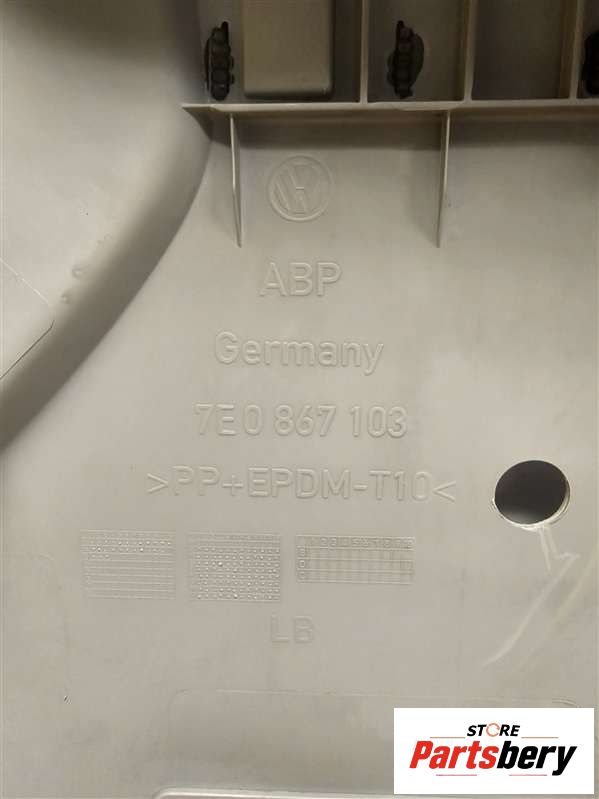 ABP
Germany
7E0 867 103
>PP+EPDM-T10<
LB
STORE
Partsbery